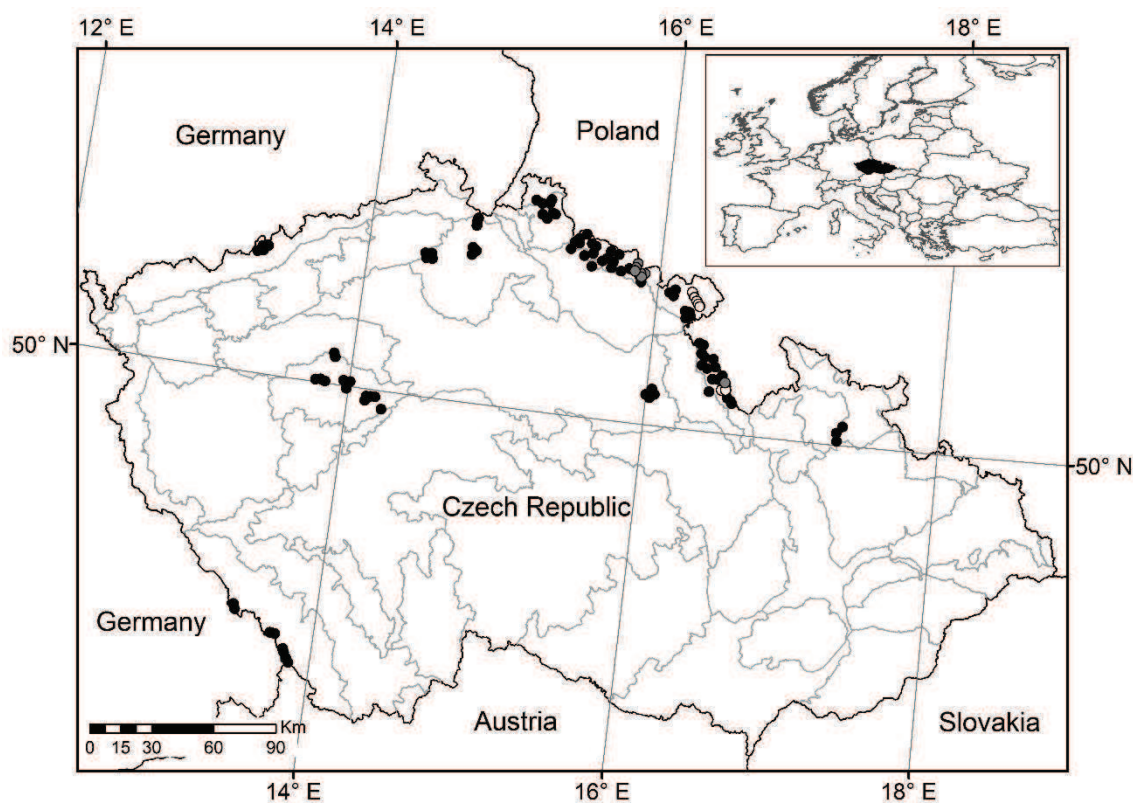 12° E 14° E 16° E 18° E
Germany Poland
50° N
50° N
Czech Republic
Germany
Austria Slovakia
Km
0 15 30 60 90
14° E 16° E 18° E